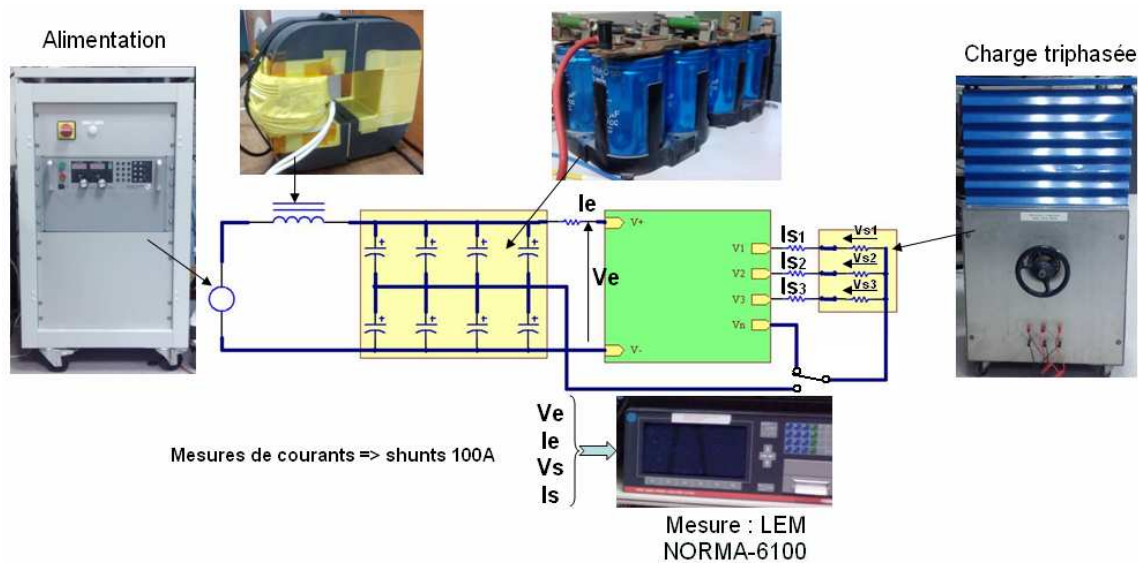 Alimentation
Charge triphasée
Ie
Ve
V+
V-
V1
V2
V3
Vn
Is1
Is2
Is3
Vs1
Vs2
Vs3
+ + + +
+ + + +
Mesures de courants => shunts 100A
Ve
Ie
Vs
Is
Mesure : LEM
NORMA-6100